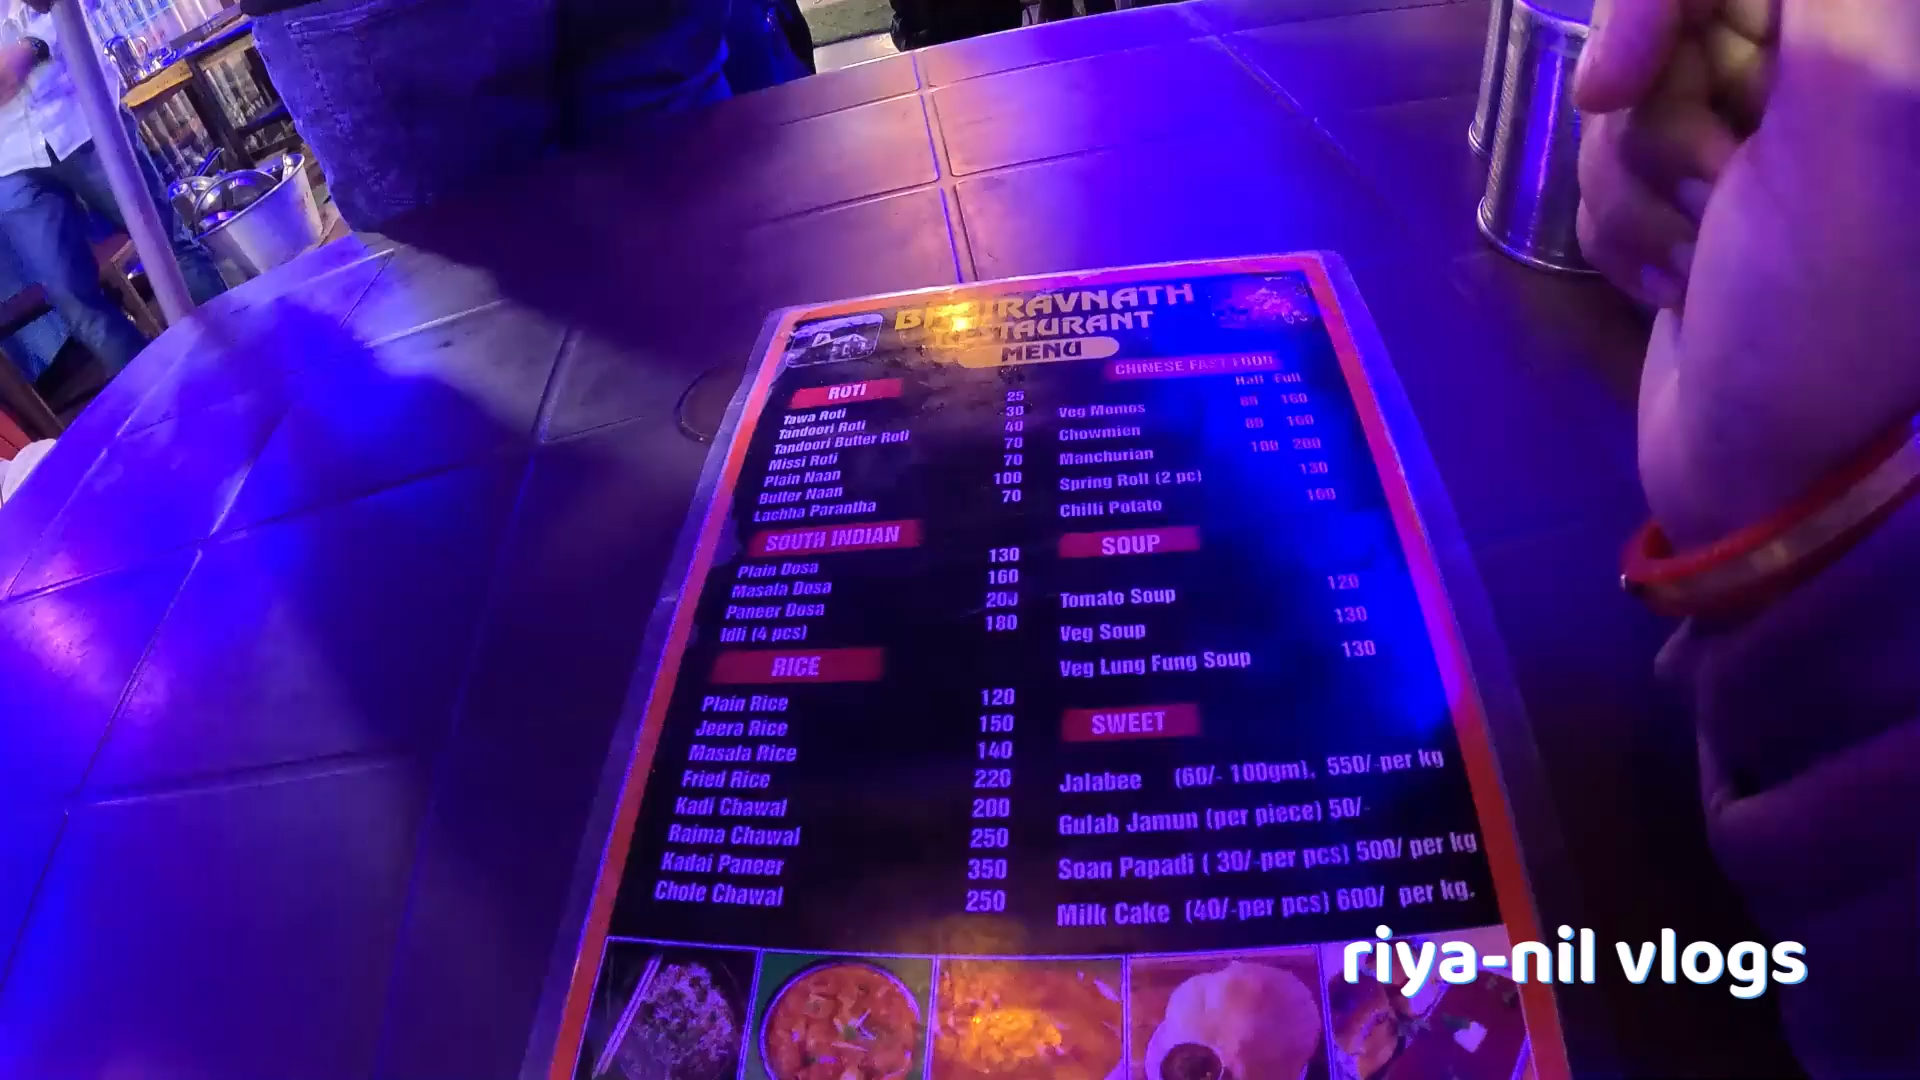 BHAIRAVNATH
RESTAURANT
MENU
ROTI
Tawa Roti 25
Tandoori Roti 30
Tandoori Butter Roti 40
Missi Roti 70
Plain Naan 70
Butter Naan 100
Lachha Parantha 70
SOUTH INDIAN
Plain Dosa 130
Masala Dosa 160
Paneer Dosa 200
Idli (4 pcs) 180
RICE
Plain Rice 120
Jeera Rice 150
Masala Rice 140
Fried Rice 220
Kadi Chawal 200
Rajma Chawal 250
Kadai Paneer 350
Chole Chawal 250
CHINESE FAST FOOD
Half Full
Veg Momos 80 160
Chowmien 80 160
Manchurian 100 200
Spring Roll (2 pc) 130
Chilli Potato 160
SOUP
Tomato Soup 120
Veg Soup 130
Veg Lung Fung Soup 130
SWEET
Jalabee (60/- 100gm), 550/-per kg
Gulab Jamun (per piece) 50/-
Soan Papadi ( 30/-per pcs) 500/ per kg
Milk Cake (40/-per pcs) 600/ per kg.
riya-nil vlogs